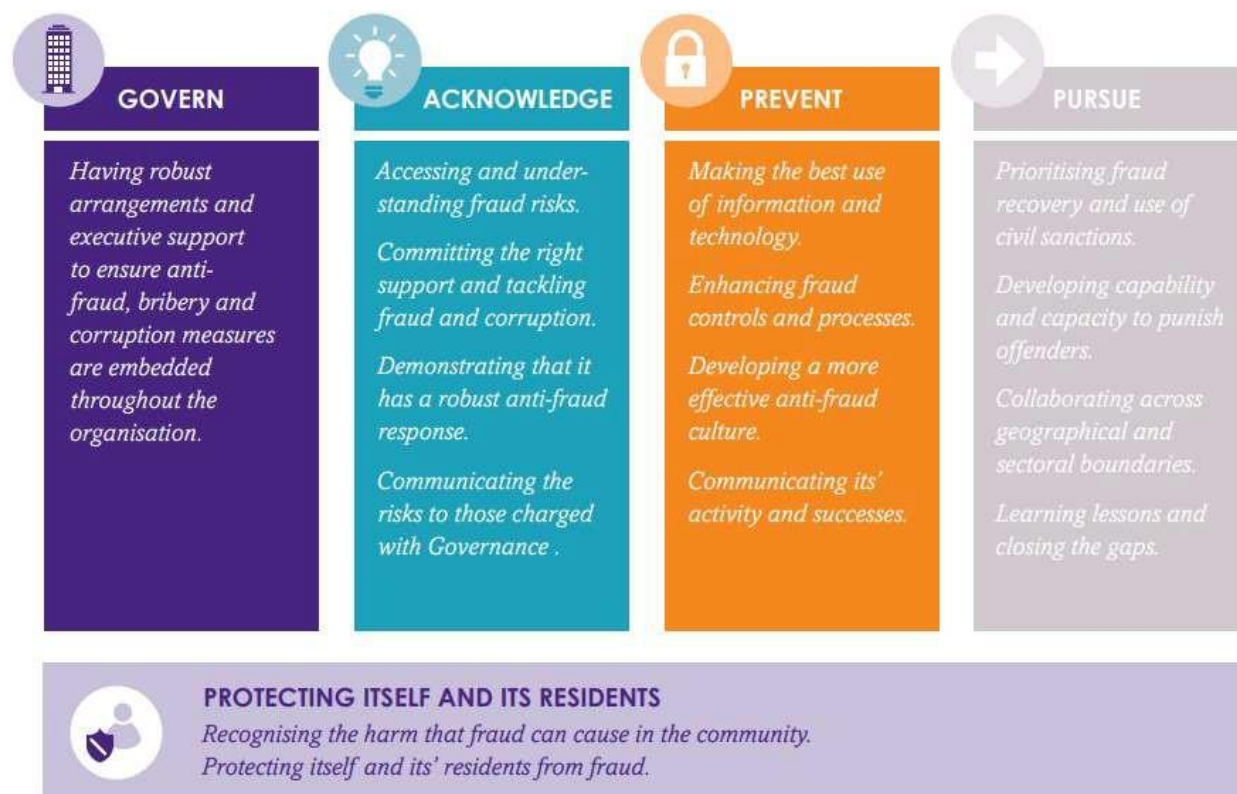 GOVERN
Having robust
arrangements and
executive support
to ensure anti-
fraud, bribery and
corruption measures
are embedded
throughout the
organisation.
ACKNOWLEDGE
Accessing and under-
standing fraud risks.
Committing the right
support and tackling
fraud and corruption.
Demonstrating that it
has a robust anti-fraud
response.
Communicating the
risks to those charged
with Governance .
PREVENT
Making the best use
of information and
technology.
Enhancing fraud
controls and processes.
Developing a more
effective anti-fraud
culture.
Communicating its’
activity and successes.
PURSUE
Prioritising fraud
recovery and use of
civil sanctions.
Developing capability
and capacity to punish
offenders.
Collaborating across
geographical and
sectoral boundaries.
Learning lessons and
closing the gaps.
PROTECTING ITSELF AND ITS RESIDENTS
Recognising the harm that fraud can cause in the community.
Protecting itself and its’ residents from fraud.